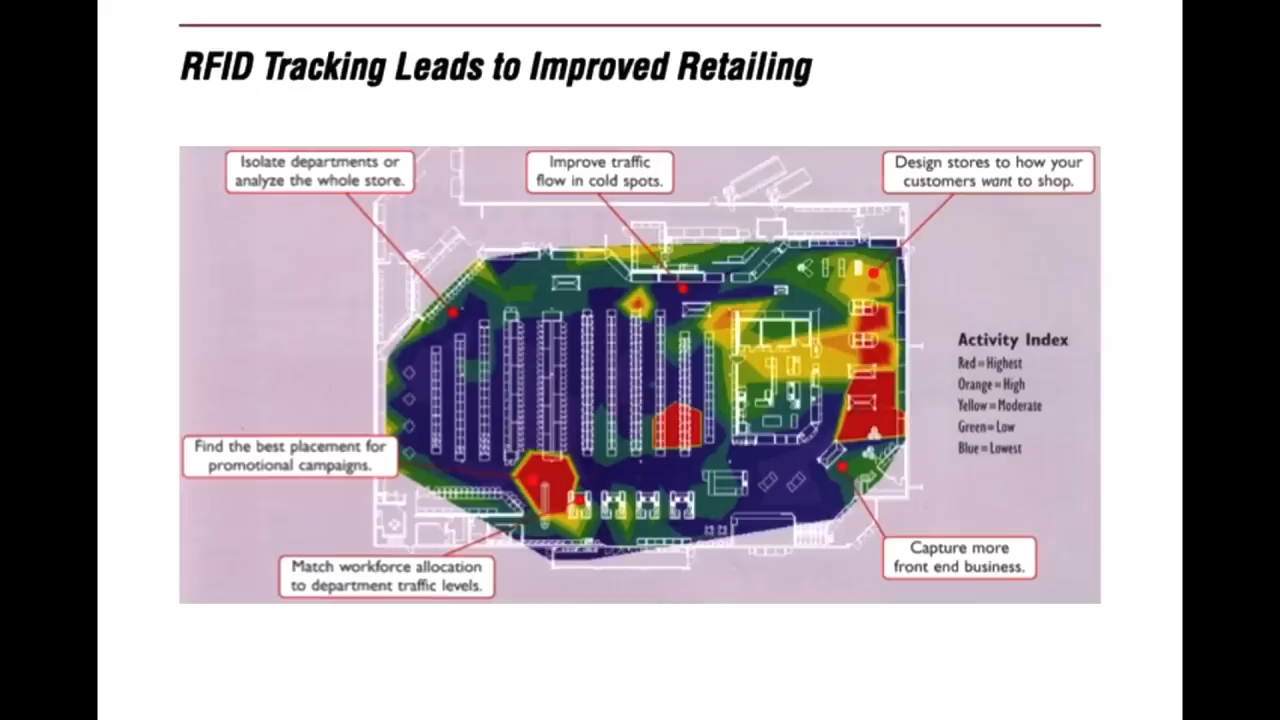 RFID Tracking Leads to Improved Retailing
Isolate departments or
analyze the whole store.
Improve traffic
flow in cold spots.
Design stores to how your
customers want to shop.
Activity Index
Red = Highest
Orange = High
Yellow = Moderate
Green = Low
Blue = Lowest
Find the best placement for
promotional campaigns.
Match workforce allocation
to department traffic levels.
Capture more
front end business.